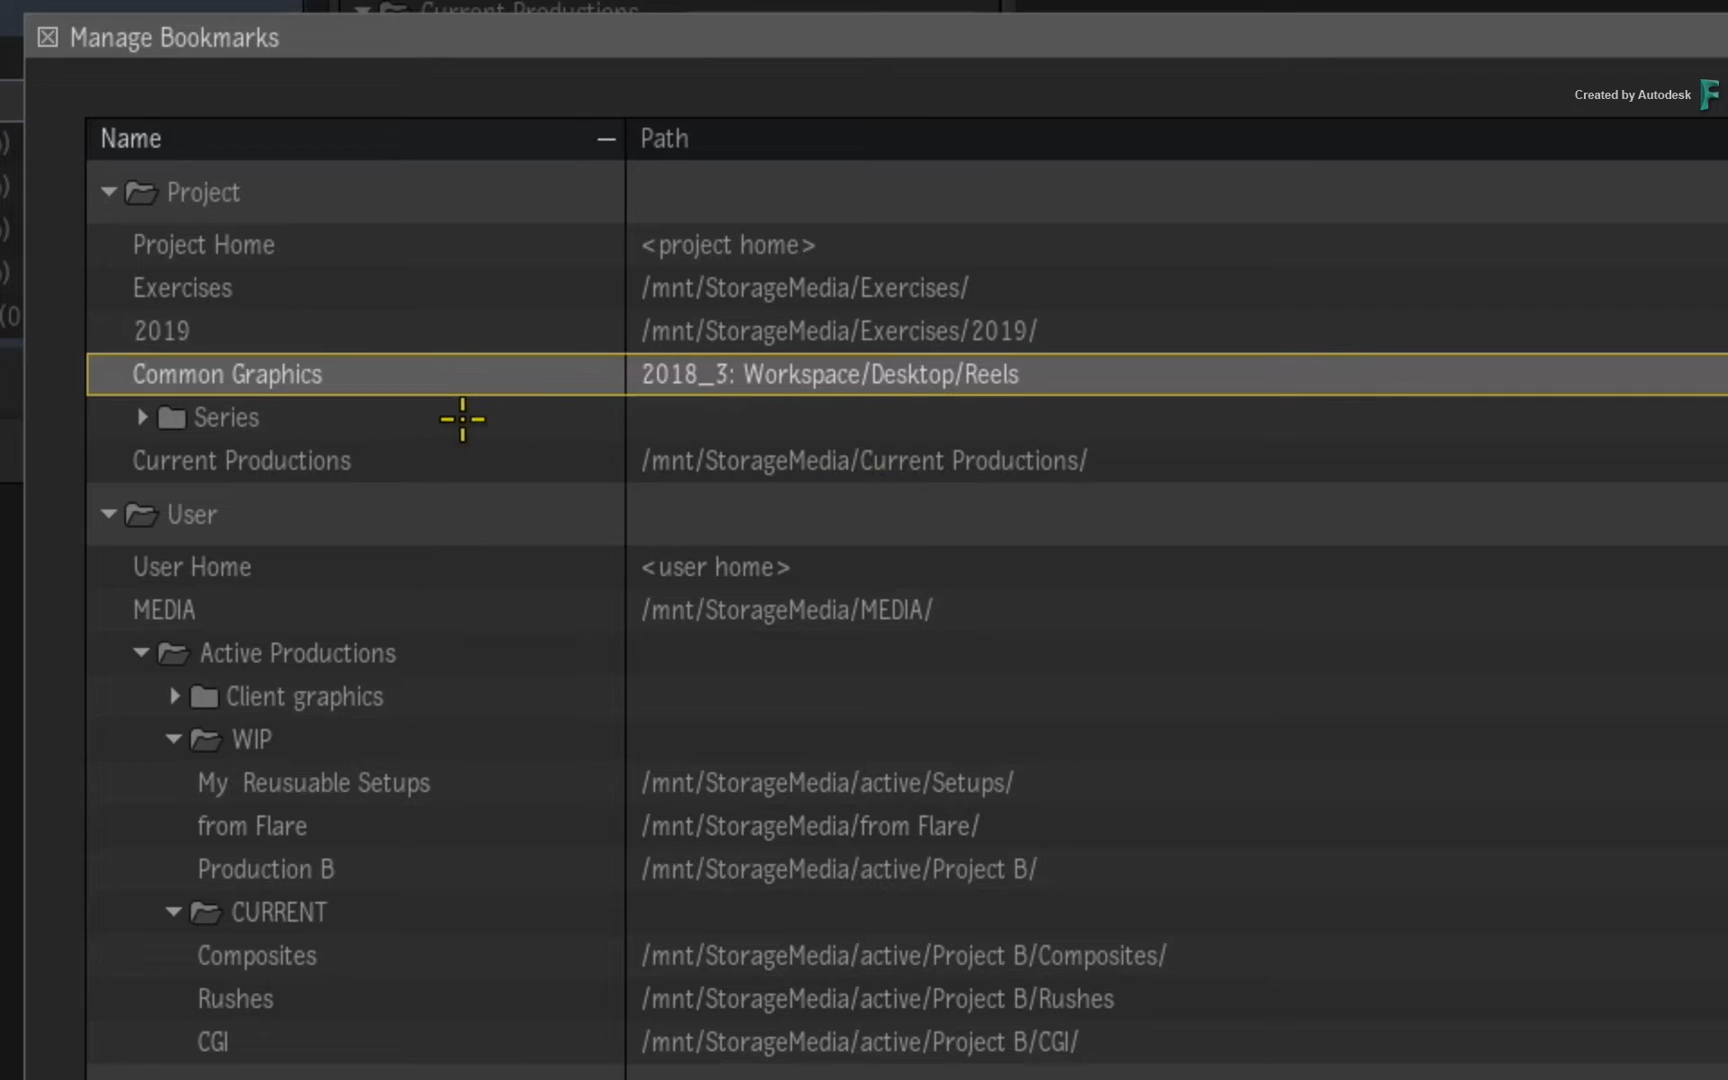 Current Productions
Manage Bookmarks
Created by Autodesk
Name Path
Project
Project Home <project home>
Exercises /mnt/StorageMedia/Exercises/
2019 /mnt/StorageMedia/Exercises/2019/
Common Graphics 2018_3: Workspace/Desktop/Reels
Series
Current Productions /mnt/StorageMedia/Current Productions/
User
User Home <user home>
MEDIA /mnt/StorageMedia/MEDIA/
Active Productions
Client graphics
WIP
My  Reusuable Setups /mnt/StorageMedia/active/Setups/
from Flare /mnt/StorageMedia/from Flare/
Production B /mnt/StorageMedia/active/Project B/
CURRENT
Composites /mnt/StorageMedia/active/Project B/Composites/
Rushes /mnt/StorageMedia/active/Project B/Rushes
CGI /mnt/StorageMedia/active/Project B/CGI/